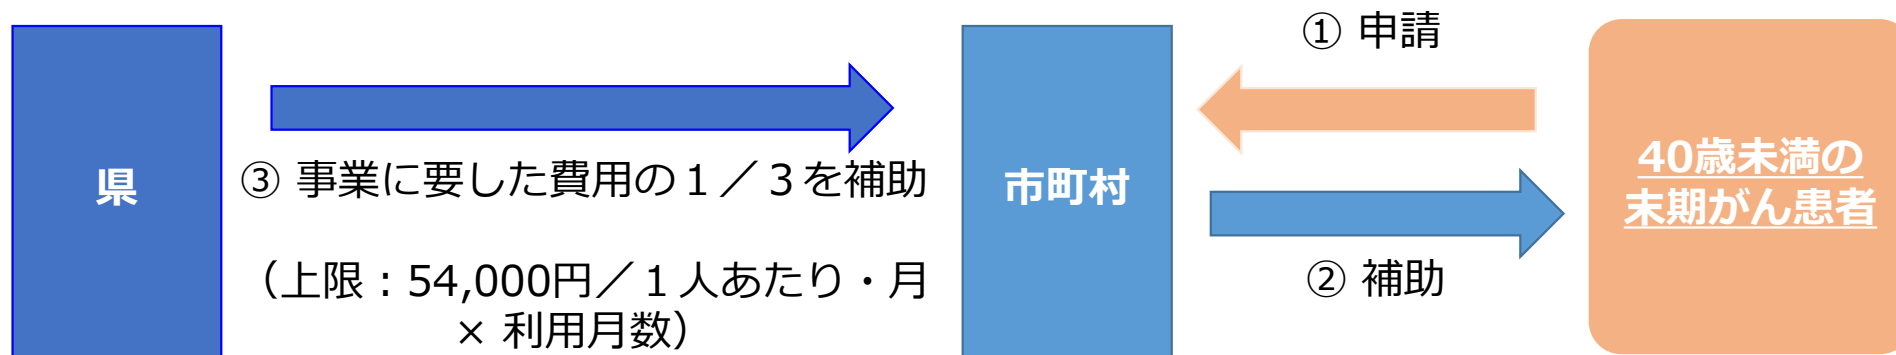 県
③ 事業に要した費用の１／３を補助
（上限：54,000円／１人あたり・月
× 利用月数）
市町村
① 申請
② 補助
40歳未満の
末期がん患者